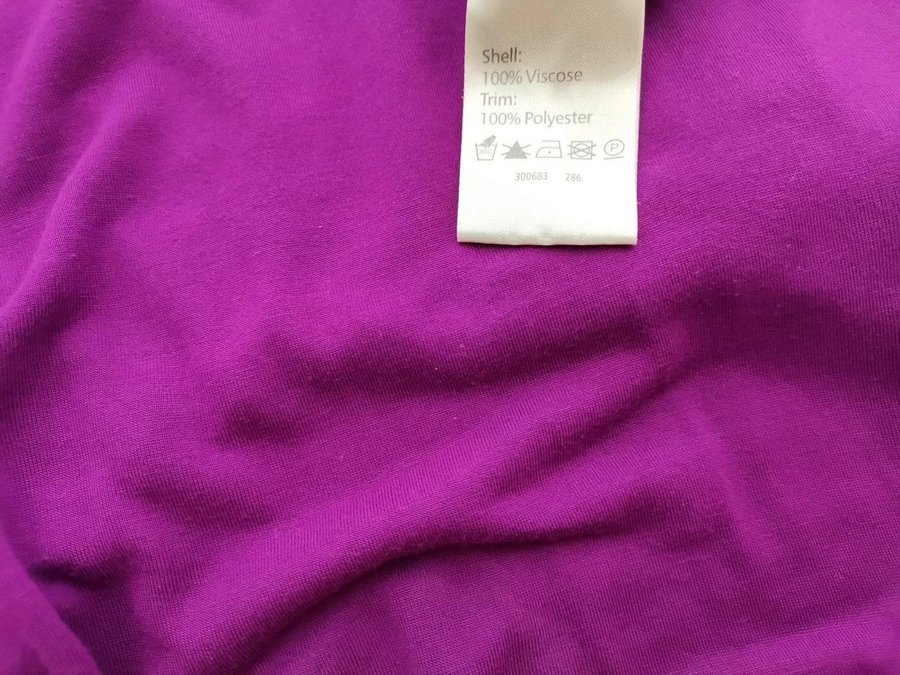 Shell:
100% Viscose
Trim:
100% Polyester
P
300683 286